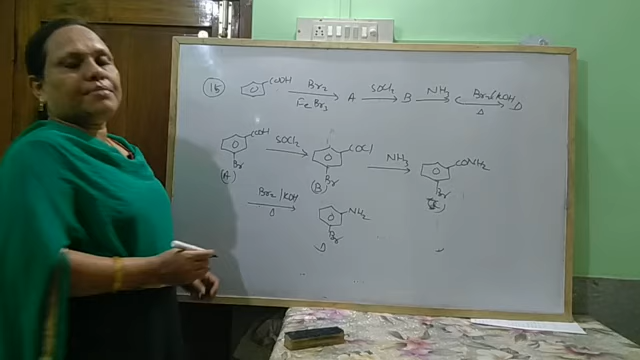 15 COOH Br2 FeBr3 A SOCl2 B NH3 C Br2/KOH Δ D
COH Br (A) SOCl2 COCl Br (B) NH3 CONH2 Br
Br2/KOH Δ NH2 Br D